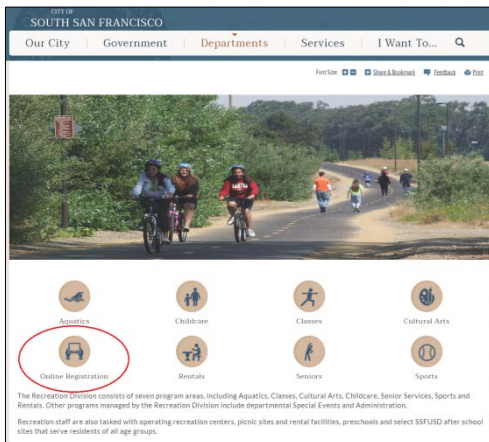 CITY OF
SOUTH SAN FRANCISCO
Our City Government Departments Services I Want To...
Font Size: Share & Bookmark Feedback Print
Aquatics Childcare Classes Cultural Arts
Online Registration Rentals Seniors Sports
The Recreation Division consists of seven program areas, including Aquatics, Classes, Cultural Arts, Childcare, Senior Services, Sports and
Rentals. Other programs managed by the Recreation Division include departmental Special Events and Administration.
Recreation staff are also tasked with operating recreation centers, picnic sites and rental facilities, preschools and select SSFUSD after school
sites that serve residents of all age groups.